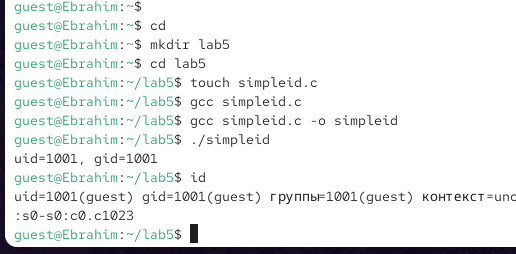 guest@Ebrahim:~$
guest@Ebrahim:~$ cd
guest@Ebrahim:~$ mkdir lab5
guest@Ebrahim:~$ cd lab5
guest@Ebrahim:~/lab5$ touch simpleid.c
guest@Ebrahim:~/lab5$ gcc simpleid.c
guest@Ebrahim:~/lab5$ gcc simpleid.c -o simpleid
guest@Ebrahim:~/lab5$ ./simpleid
uid=1001, gid=1001
guest@Ebrahim:~/lab5$ id
uid=1001(guest) gid=1001(guest) группы=1001(guest) контекст=unc
:s0-s0:c0.c1023
guest@Ebrahim:~/lab5$